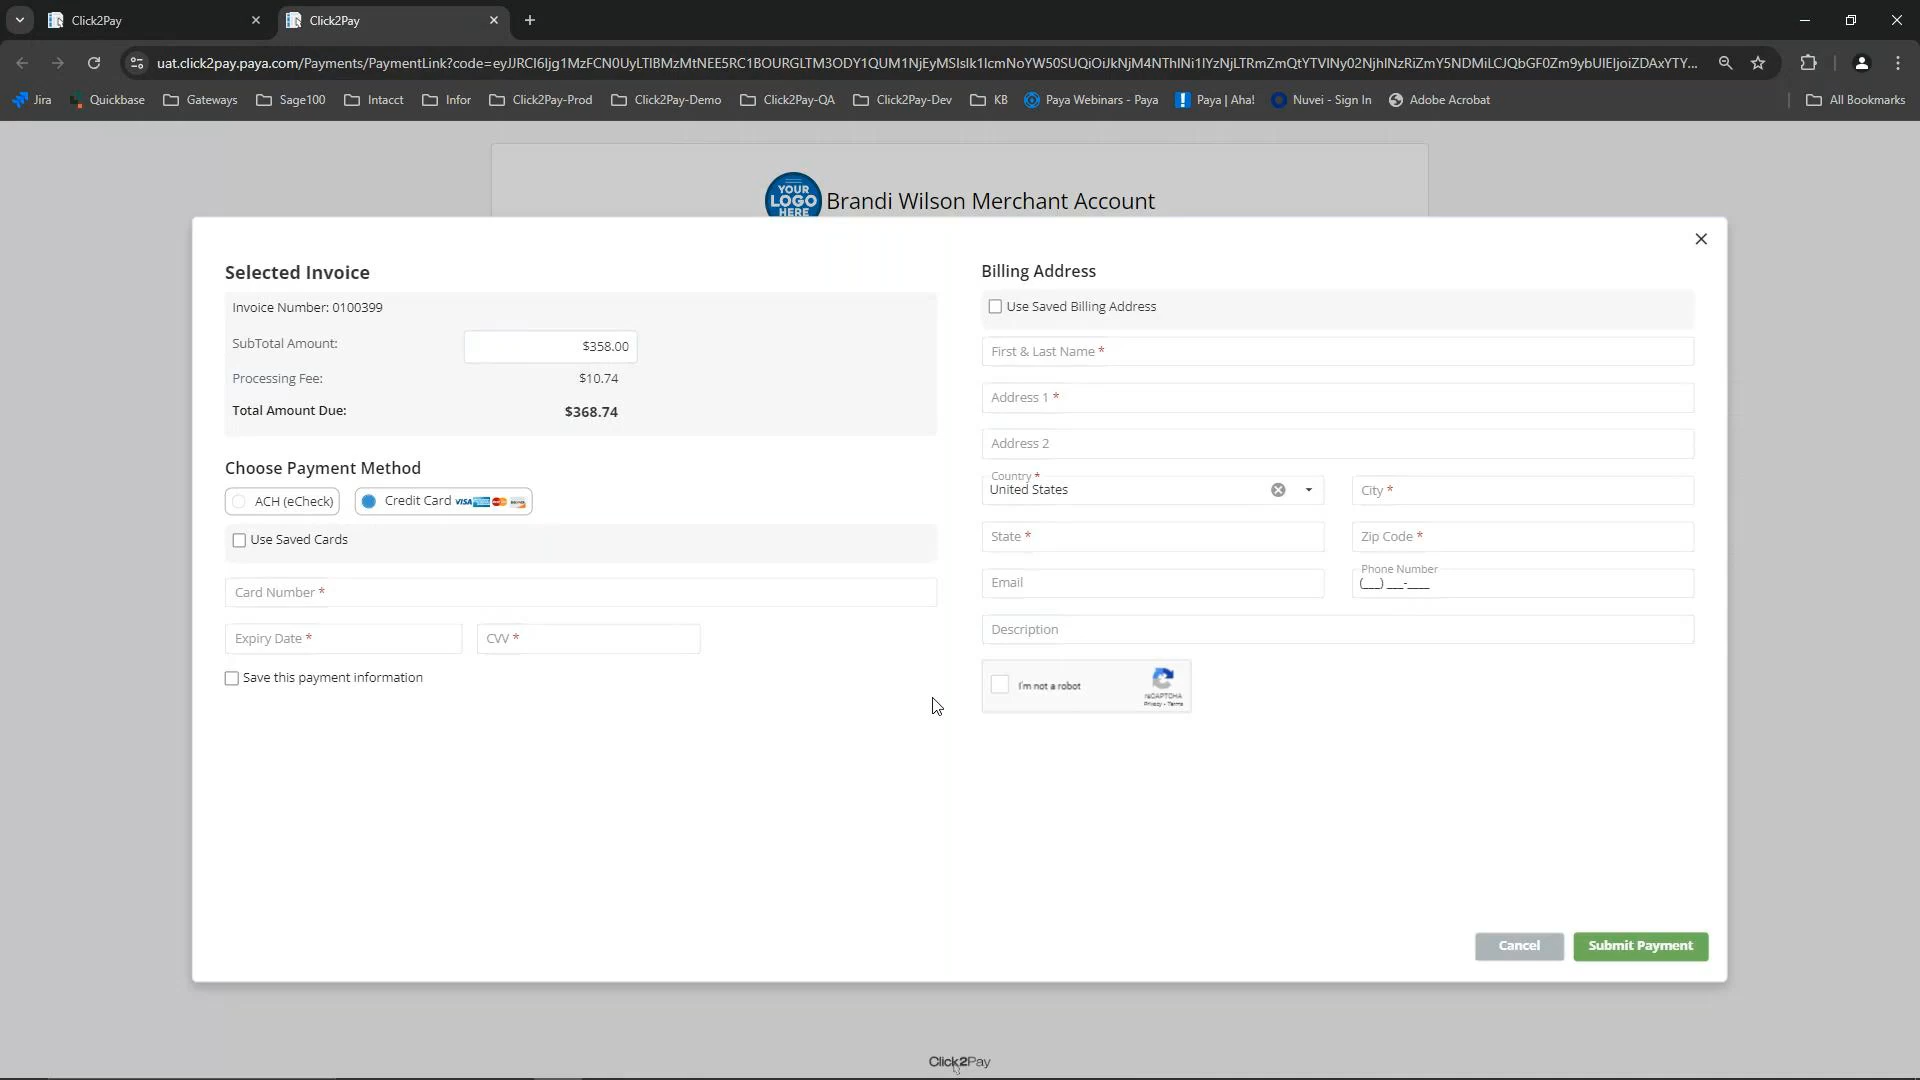 Click2Pay
Click2Pay
uat.click2pay.paya.com/Payments/PaymentLink?code=
Jira
Quickbase
Gateways
Sage100
Intacct
Infor
Click2Pay-Prod
Click2Pay-Demo
Click2Pay-QA
Click2Pay-Dev
KB
Paya Webinars - Paya
Paya | Aha!
Nuvei - Sign In
Adobe Acrobat
All Bookmarks
YOUR
LOGO
HERE
Brandi Wilson Merchant Account
Selected Invoice
Invoice Number: 0100399
SubTotal Amount: $358.00
Processing Fee: $10.74
Total Amount Due: $368.74
Choose Payment Method
ACH (eCheck)
Credit Card VISA
Use Saved Cards
Card Number *
Expiry Date *
CVV *
Save this payment information
Billing Address
Use Saved Billing Address
First & Last Name *
Address 1 *
Address 2
Country *
United States
City *
State *
Zip Code *
Email
Phone Number
(___) ___-____
Description
I'm not a robot
reCAPTCHA
Privacy - Terms
Cancel
Submit Payment
Click2Pay